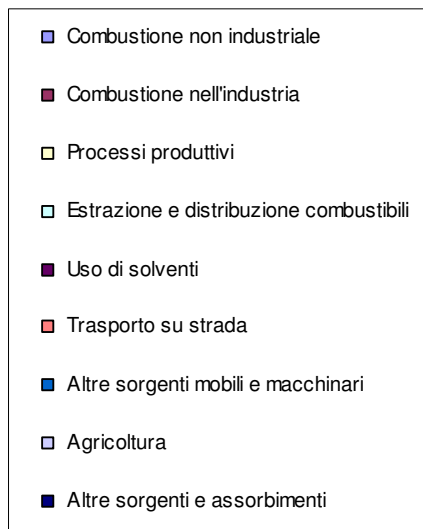 Combustione non industriale
Combustione nell'industria
Processi produttivi
Estrazione e distribuzione combustibili
Uso di solventi
Trasporto su strada
Altre sorgenti mobili e macchinari
Agricoltura
Altre sorgenti e assorbimenti